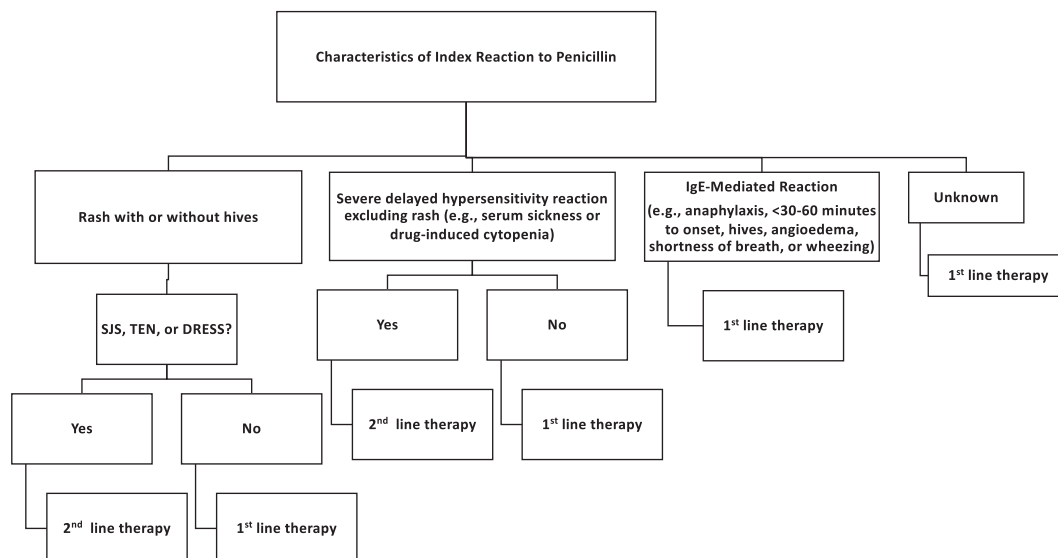 Characteristics of Index Reaction to Penicillin
Rash with or without hives
Severe delayed hypersensitivity reaction
excluding rash (e.g., serum sickness or
drug-induced cytopenia)
IgE-Mediated Reaction
(e.g., anaphylaxis, <30-60 minutes
to onset, hives, angioedema,
shortness of breath, or wheezing)
Unknown
SJS, TEN, or DRESS?
Yes
No
1st line therapy
1st line therapy
Yes
No
2nd line therapy
1st line therapy
2nd line therapy
1st line therapy